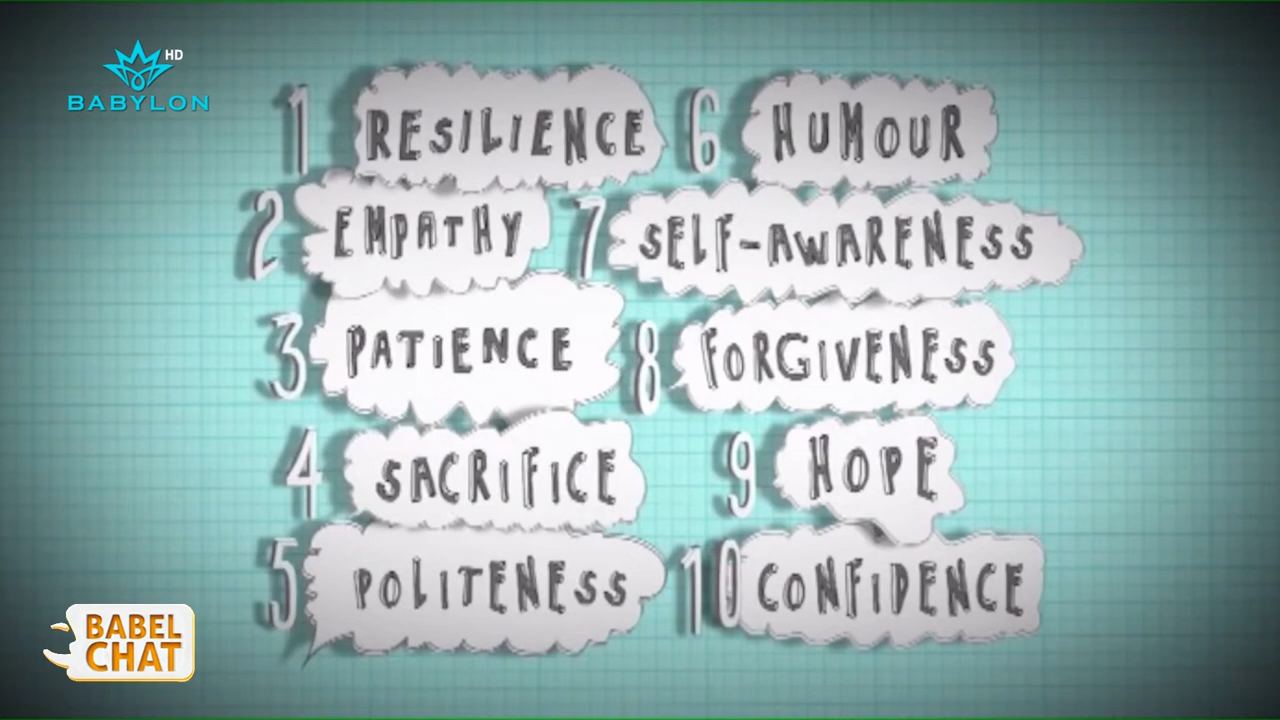 HD
BABYLON
1 RESILIENCE
2 EMPATHY
3 PATIENCE
4 SACRIFICE
5 POLITENESS
6 HUMOUR
7 SELF-AWARENESS
8 FORGIVENESS
9 HOPE
10 CONFIDENCE
BABEL
CHAT